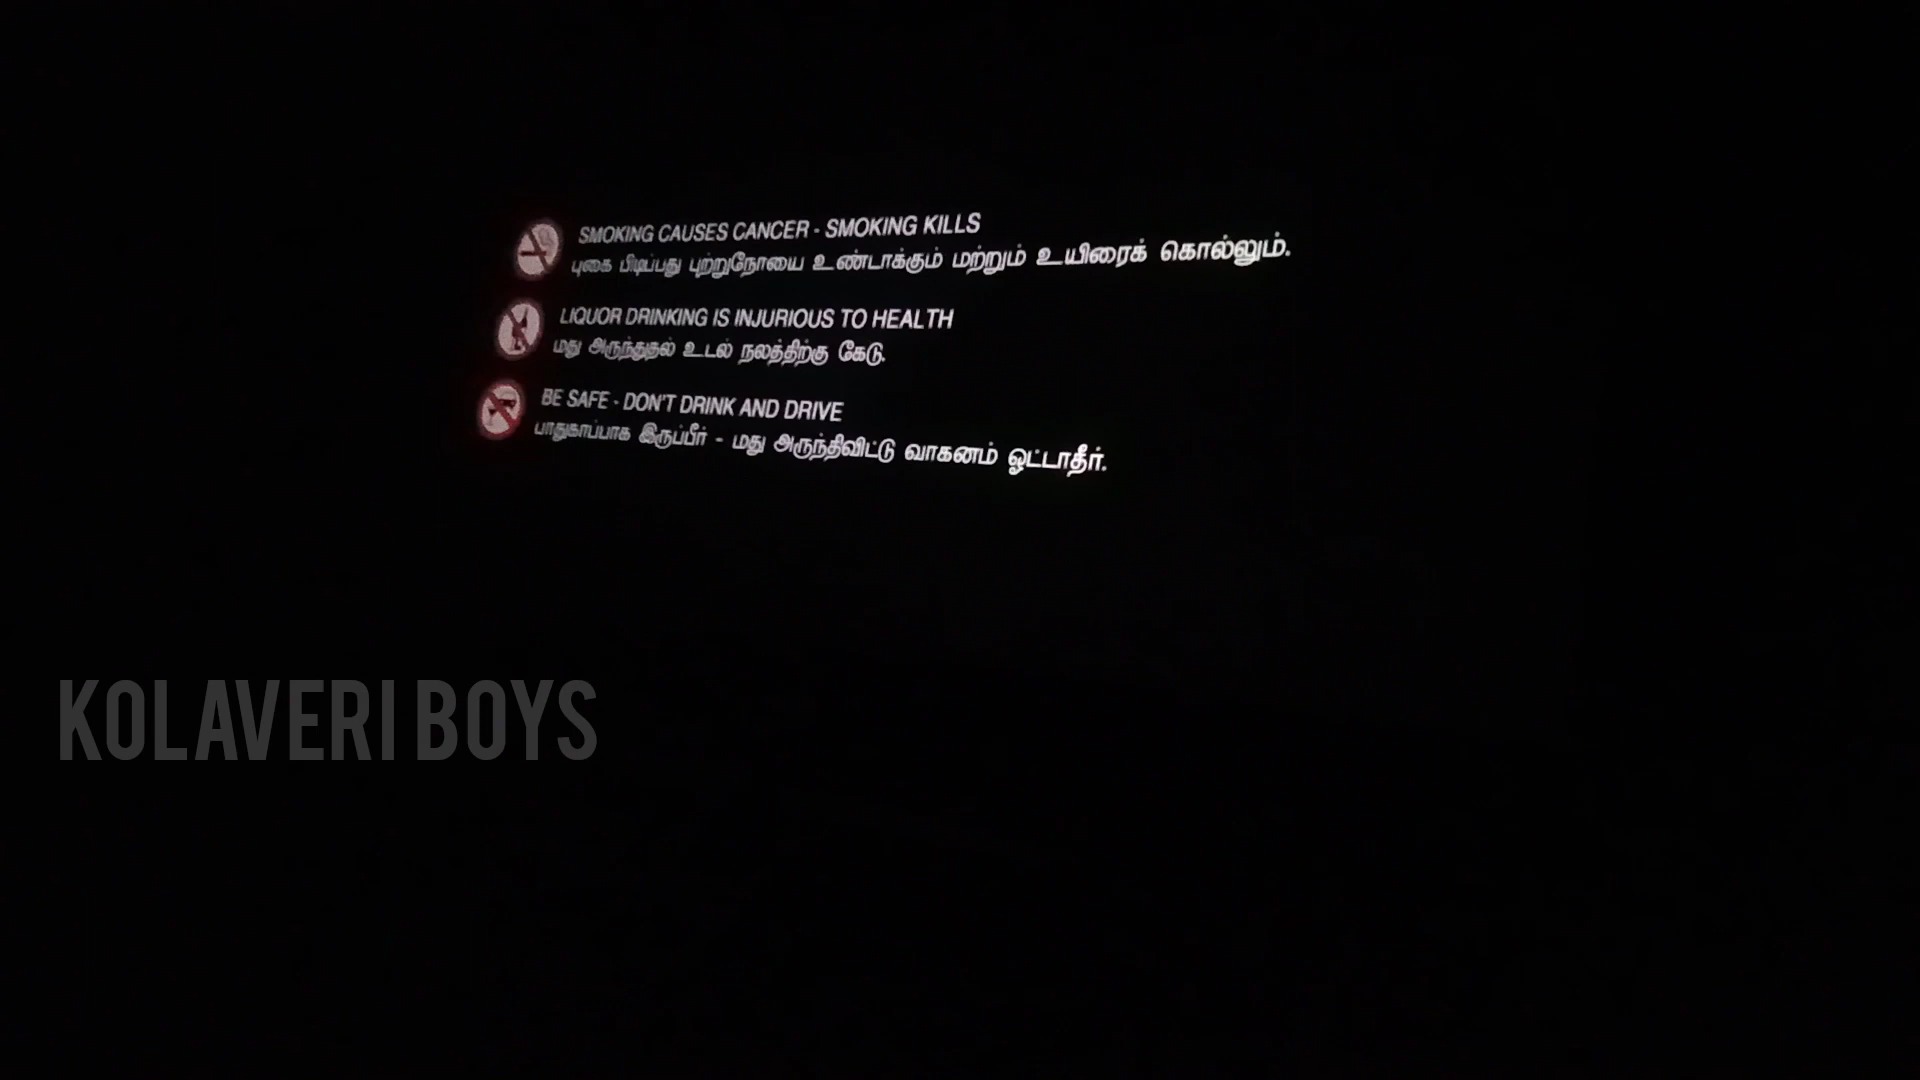 SMOKING CAUSES CANCER - SMOKING KILLS
புகை பிடிப்பது புற்றுநோயை உண்டாக்கும் மற்றும் உயிரைக் கொல்லும்.
LIQUOR DRINKING IS INJURIOUS TO HEALTH
மது அருந்துதல் உடல் நலத்திற்கு கேடு.
BE SAFE - DON'T DRINK AND DRIVE
பாதுகாப்பாக இருப்பீர் - மது அருந்திவிட்டு வாகனம் ஓட்டாதீர்.
KOLAVERI BOYS